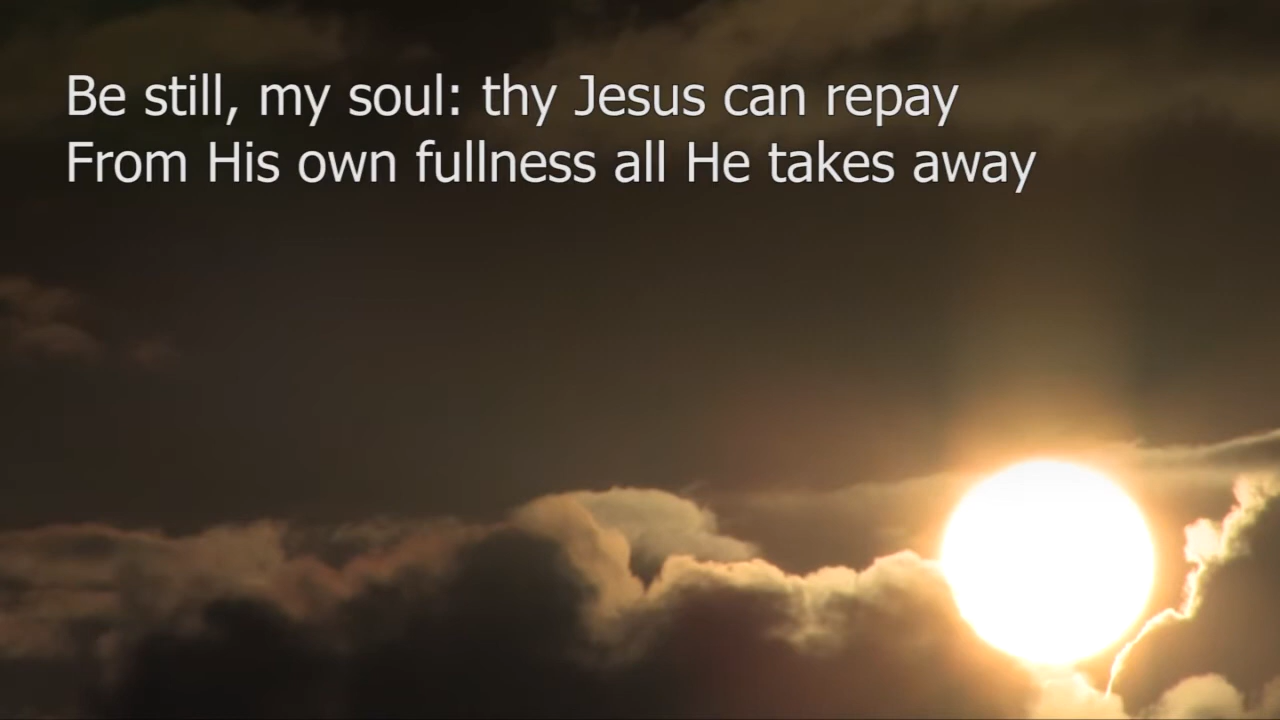 Be still, my soul: thy Jesus can repay
From His own fullness all He takes away